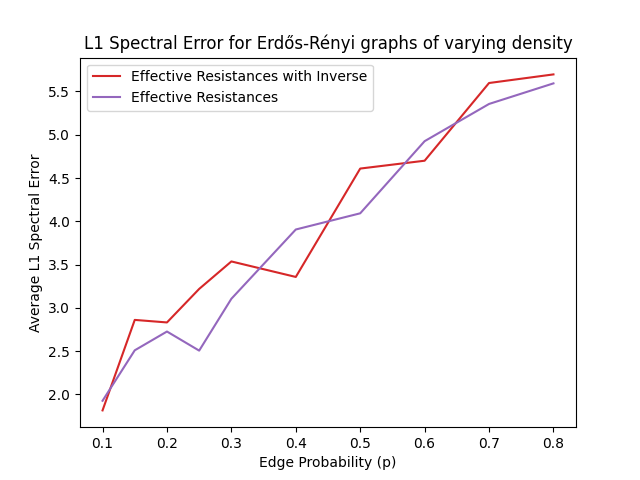 L1 Spectral Error for Erdős-Rényi graphs of varying density
Effective Resistances with Inverse
Effective Resistances
Average L1 Spectral Error
5.5
5.0
4.5
4.0
3.5
3.0
2.5
2.0
0.1 0.2 0.3 0.4 0.5 0.6 0.7 0.8
Edge Probability (p)